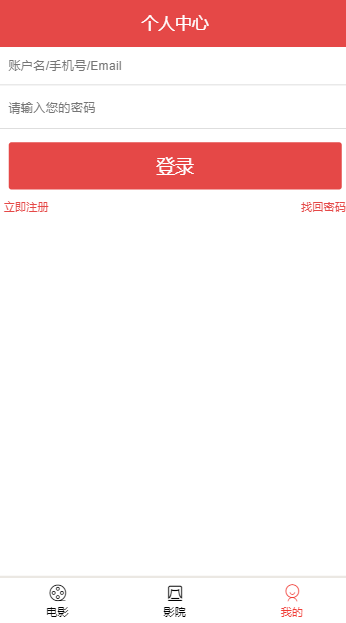 个人中心
账户名/手机号/Email
请输入您的密码
登录
立即注册 找回密码
电影 影院 我的